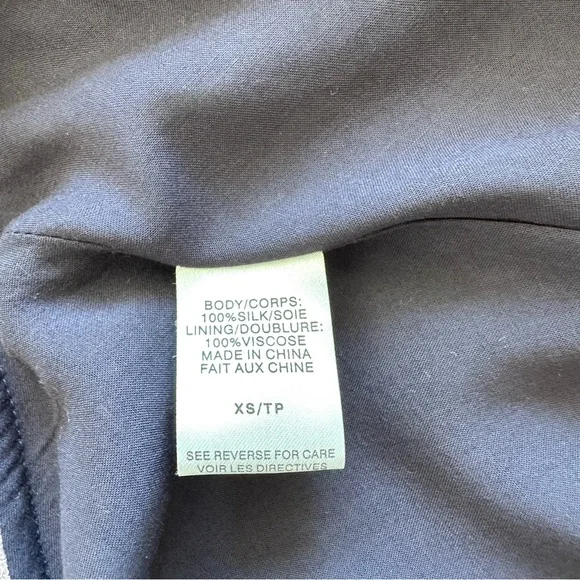 BODY/CORPS:
100%SILK/SOIE
LINING/DOUBLURE:
100%VISCOSE
MADE IN CHINA
FAIT AUX CHINE
XS/TP
SEE REVERSE FOR CARE
VOIR LES DIRECTIVES